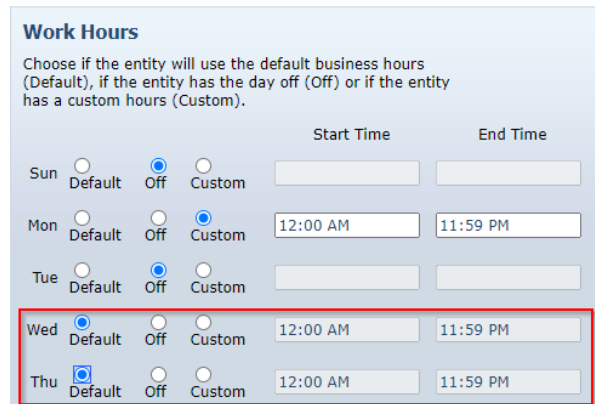 Work Hours
Choose if the entity will use the default business hours
(Default), if the entity has the day off (Off) or if the entity
has a custom hours (Custom).
Start Time End Time
Sun Default Off Custom
Mon Default Off Custom 12:00 AM 11:59 PM
Tue Default Off Custom
Wed Default Off Custom 12:00 AM 11:59 PM
Thu Default Off Custom 12:00 AM 11:59 PM